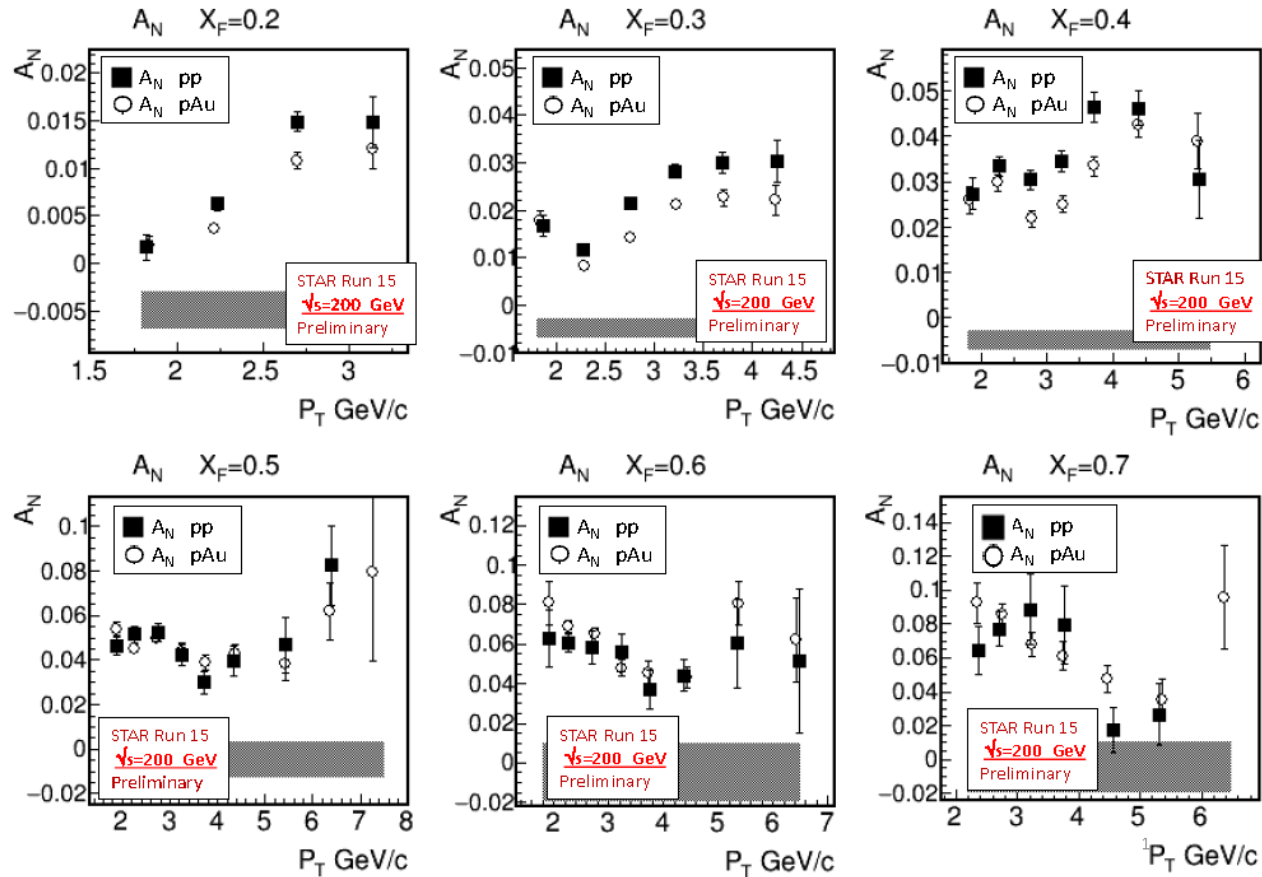 A_N X_F=0.2
A_N
0.02
0.015
0.01
0.005
0
−0.005
A_N pp
A_N pAu
STAR Run 15
√s=200 GeV
Preliminary
1.5 2 2.5 3
P_T GeV/c
A_N X_F=0.3
A_N
0.05
0.04
0.03
0.02
0.01
0
−0.01
A_N pp
A_N pAu
STAR Run 15
√s=200 GeV
Preliminary
2 2.5 3 3.5 4 4.5
P_T GeV/c
A_N X_F=0.4
A_N
0.05
0.04
0.03
0.02
0.01
0
−0.01
A_N pp
A_N pAu
STAR Run 15
√s=200 GeV
Preliminary
2 3 4 5 6
P_T GeV/c
A_N X_F=0.5
A_N
0.1
0.08
0.06
0.04
0.02
0
−0.02
A_N pp
A_N pAu
STAR Run 15
√s=200 GeV
Preliminary
2 3 4 5 6 7 8
P_T GeV/c
A_N X_F=0.6
A_N
0.12
0.1
0.08
0.06
0.04
0.02
0
−0.02
A_N pp
A_N pAu
STAR Run 15
√s=200 GeV
Preliminary
2 3 4 5 6 7
P_T GeV/c
A_N X_F=0.7
A_N
0.14
0.12
0.1
0.08
0.06
0.04
0.02
0
−0.02
A_N pp
A_N pAu
STAR Run 15
√s=200 GeV
Preliminary
2 3 4 5 6
1
P_T GeV/c